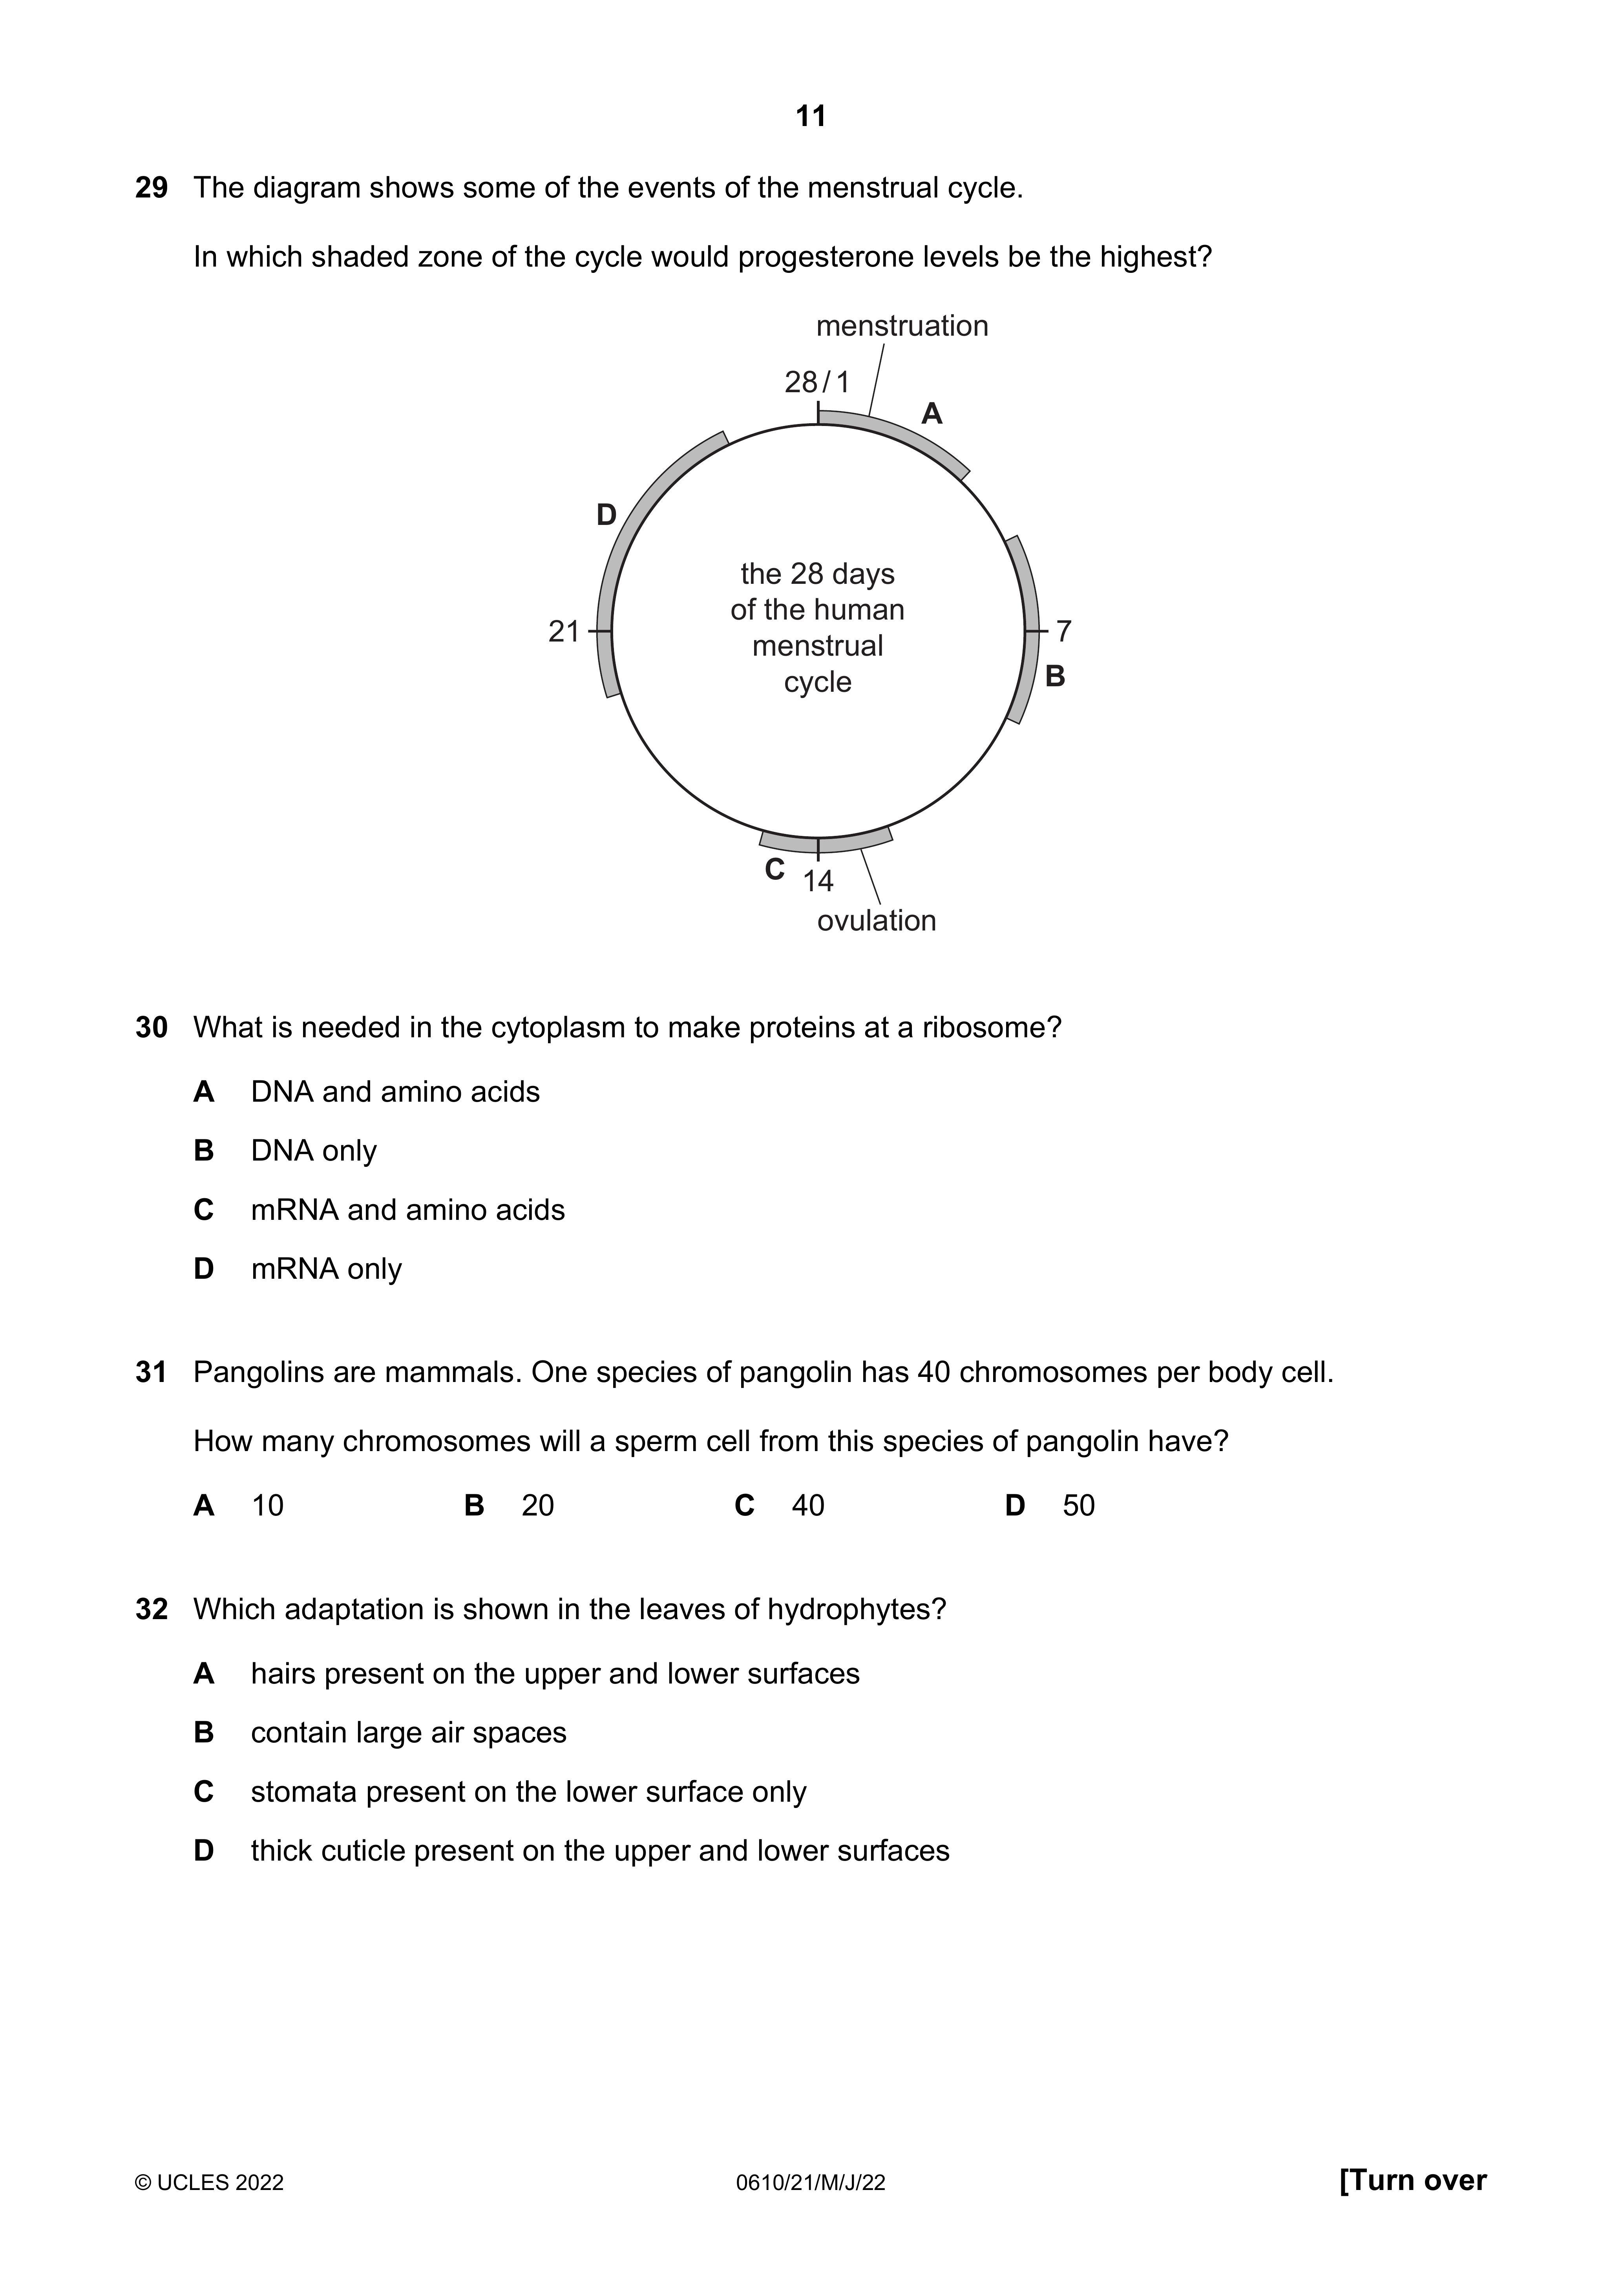 11
29 The diagram shows some of the events of the menstrual cycle.
In which shaded zone of the cycle would progesterone levels be the highest?
menstruation
28 / 1
A
D
the 28 days
of the human
menstrual
cycle
21
7
B
C
14
ovulation
30 What is needed in the cytoplasm to make proteins at a ribosome?
A DNA and amino acids
B DNA only
C mRNA and amino acids
D mRNA only
31 Pangolins are mammals. One species of pangolin has 40 chromosomes per body cell.
How many chromosomes will a sperm cell from this species of pangolin have?
A 10 B 20 C 40 D 50
32 Which adaptation is shown in the leaves of hydrophytes?
A hairs present on the upper and lower surfaces
B contain large air spaces
C stomata present on the lower surface only
D thick cuticle present on the upper and lower surfaces
© UCLES 2022 0610/21/M/J/22 [Turn over